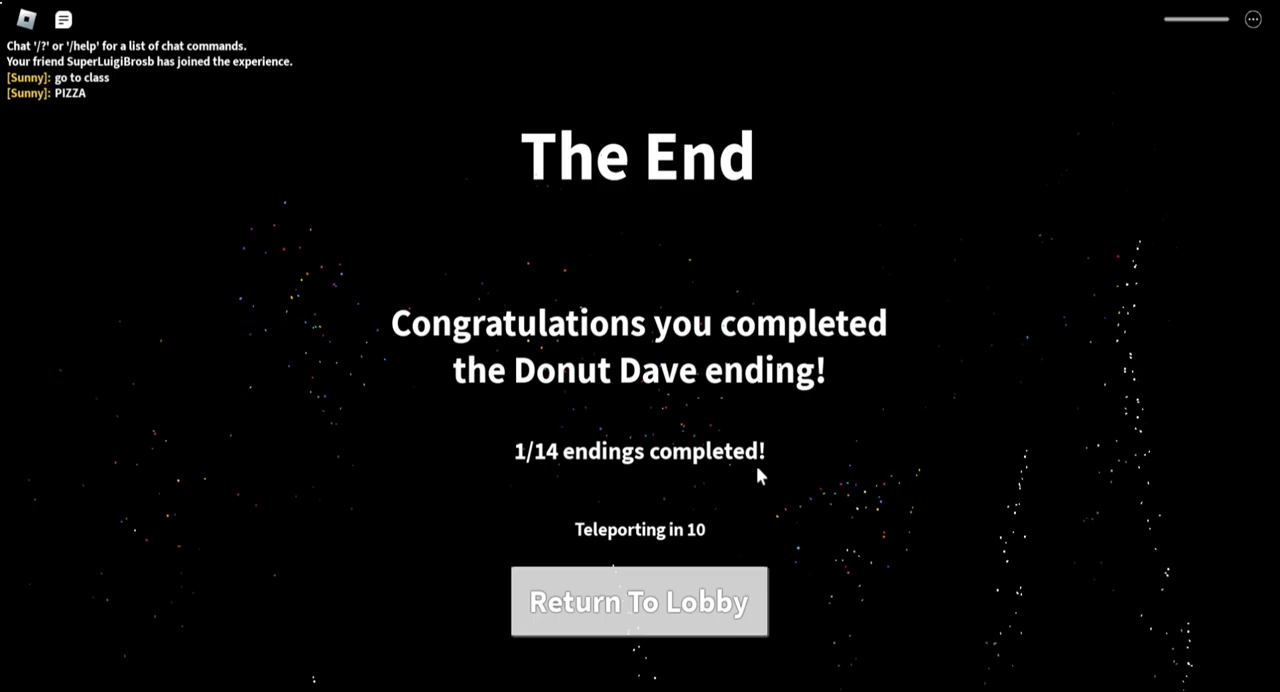 Chat '/?' or '/help' for a list of chat commands.
Your friend SuperLuigiBrosb has joined the experience.
[Sunny]: go to class
[Sunny]: PIZZA
The End
Congratulations you completed
the Donut Dave ending!
1/14 endings completed!
Teleporting in 10
Return To Lobby